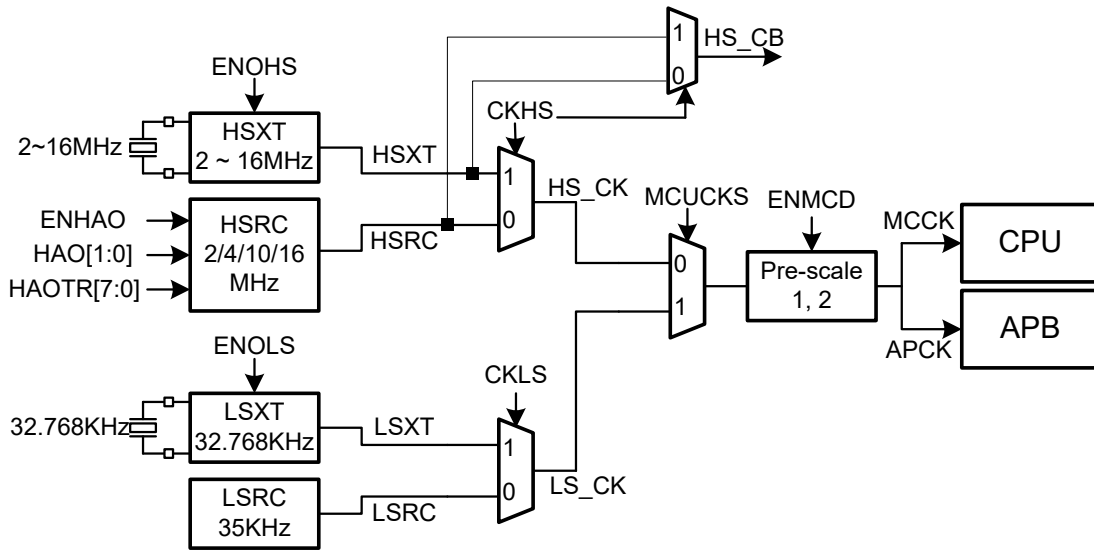 1
HS_CB
0
ENOHS
CKHS
2~16MHz
HSXT
2 ~ 16MHz
HSXT
1
HS_CK
0
ENHAO
HAO[1:0]
HAOTR[7:0]
HSRC
2/4/10/16
MHz
HSRC
MCUCKS
0
1
ENMCD
Pre-scale
1, 2
MCCK
CPU
APCK
APB
ENOLS
CKLS
32.768KHz
LSXT
32.768KHz
LSXT
1
0
LS_CK
LSRC
35KHz
LSRC